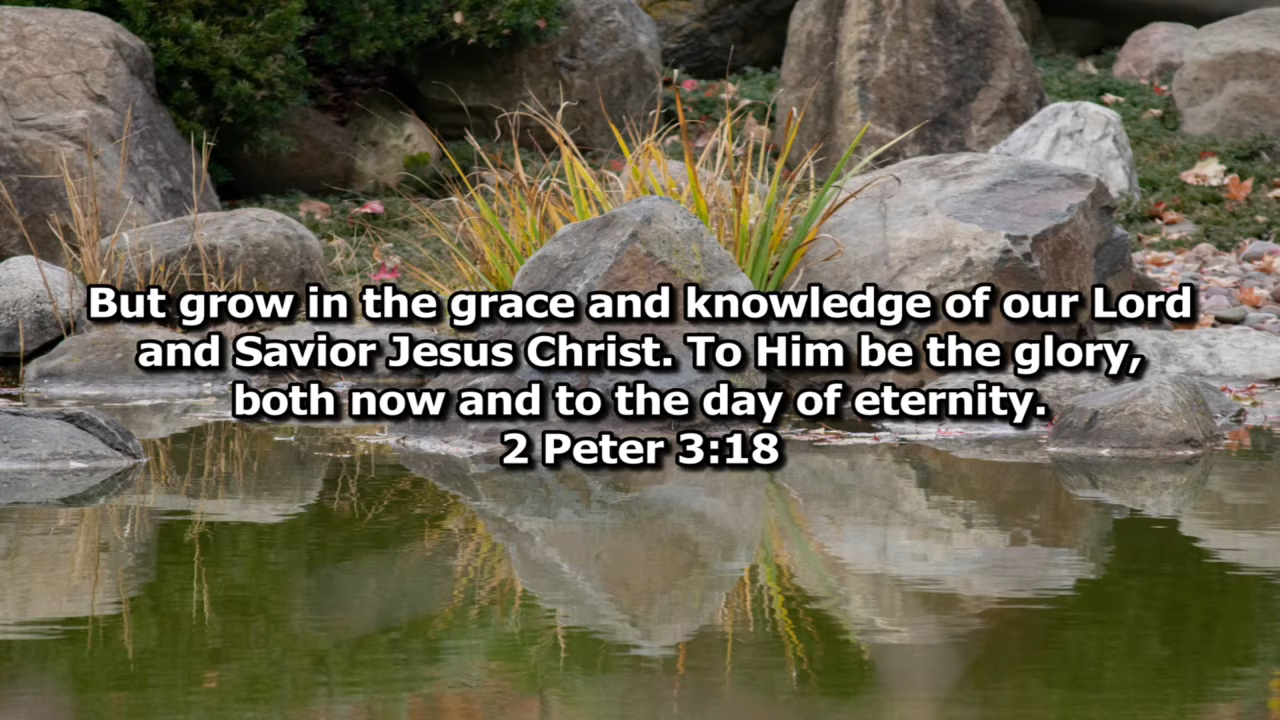 But grow in the grace and knowledge of our Lord
and Savior Jesus Christ. To Him be the glory,
both now and to the day of eternity.
2 Peter 3:18